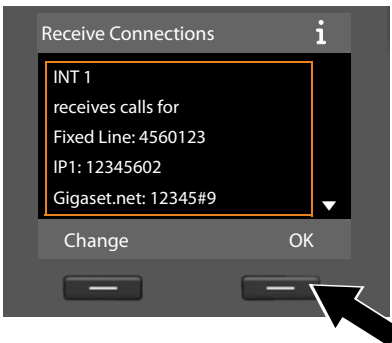 Receive Connections i
INT 1
receives calls for
Fixed Line: 4560123
IP1: 12345602
Gigaset.net: 12345#9
Change OK